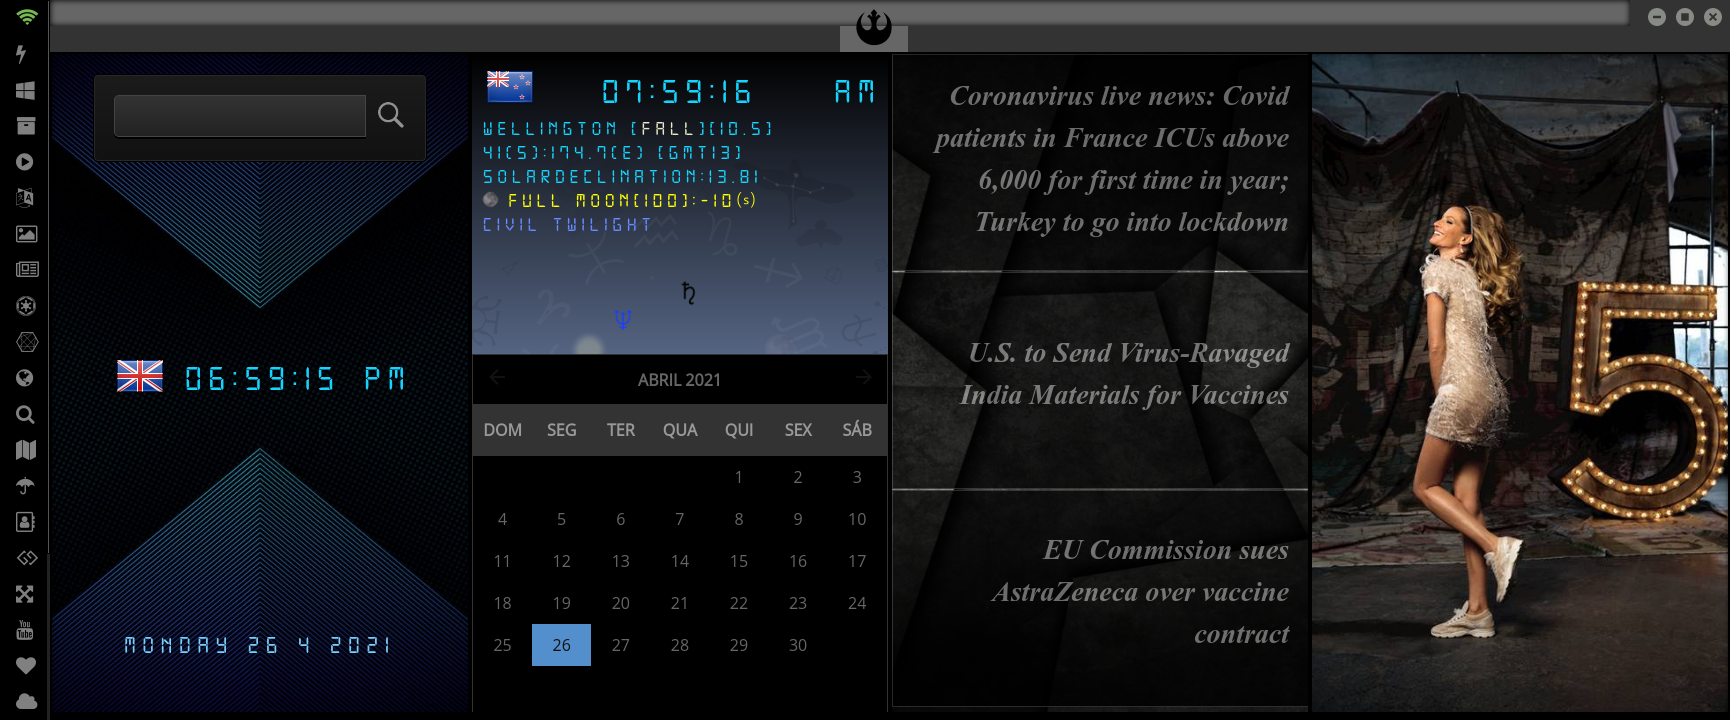 06:59:15 PM
MONDAY 26 4 2021
07:59:16 AM
WELLINGTON [FALL][10.5]
41(S):174.7(E) [GMT13]
SOLARDECLINATION:13.81
FULL MOON[100]:-10(s)
CIVIL TWILIGHT
ABRIL 2021
DOM SEG TER QUA QUI SEX SÁB
1 2 3
4 5 6 7 8 9 10
11 12 13 14 15 16 17
18 19 20 21 22 23 24
25 26 27 28 29 30
Coronavirus live news: Covid
patients in France ICUs above
6,000 for first time in year;
Turkey to go into lockdown
U.S. to Send Virus-Ravaged
India Materials for Vaccines
EU Commission sues
AstraZeneca over vaccine
contract
5
You
Tube